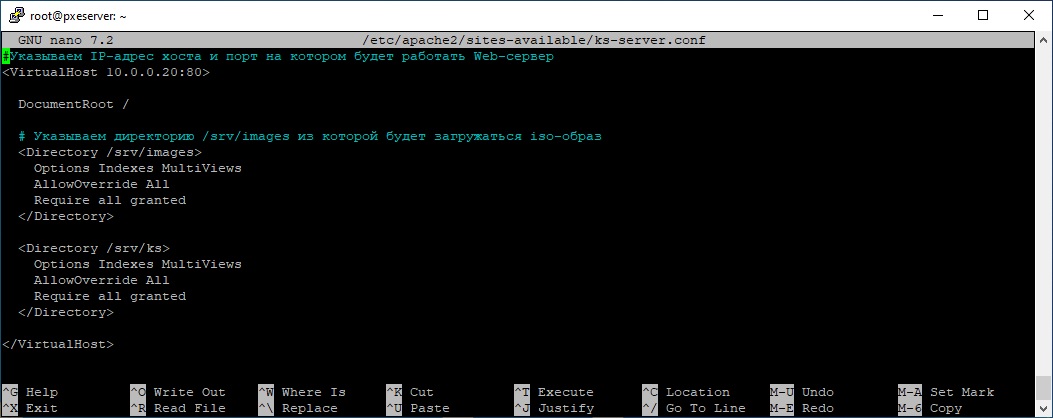 root@pxeserver: ~
GNU nano 7.2 /etc/apache2/sites-available/ks-server.conf
#Указываем IP-адрес хоста и порт на котором будет работать Web-сервер
<VirtualHost 10.0.0.20:80>
DocumentRoot /
# Указываем директорию /srv/images из которой будет загружаться iso-образ
<Directory /srv/images>
Options Indexes MultiViews
AllowOverride All
Require all granted
</Directory>
<Directory /srv/ks>
Options Indexes MultiViews
AllowOverride All
Require all granted
</Directory>
</VirtualHost>
^G Help ^O Write Out ^W Where Is ^K Cut ^T Execute ^C Location M-U Undo M-A Set Mark
^X Exit ^R Read File ^\ Replace ^U Paste ^J Justify ^/ Go To Line M-E Redo M-6 Copy